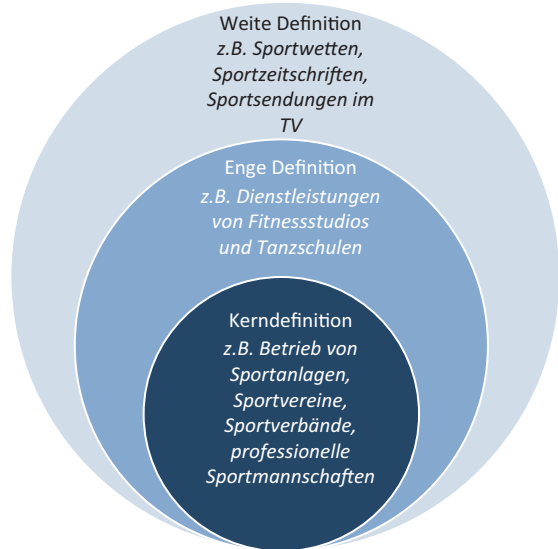 Weite Definition
z.B. Sportwetten,
Sportzeitschriften,
Sportsendungen im
TV
Enge Definition
z.B. Dienstleistungen
von Fitnessstudios
und Tanzschulen
Kerndefinition
z.B. Betrieb von
Sportanlagen,
Sportvereine,
Sportverbände,
professionelle
Sportmannschaften